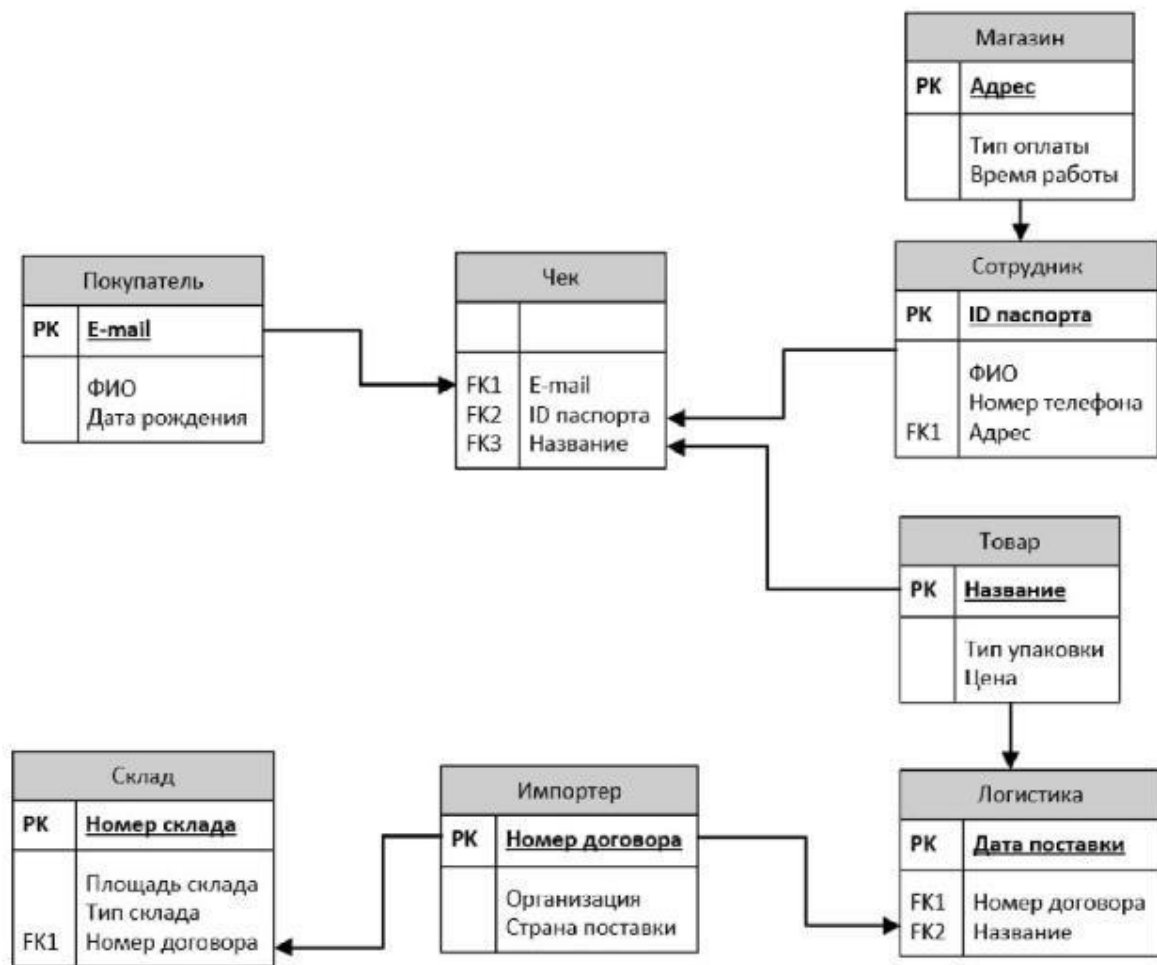 Магазин
PK Адрес
Тип оплаты
Время работы
Покупатель
PK E-mail
ФИО
Дата рождения
Чек
FK1 E-mail
FK2 ID паспорта
FK3 Название
Сотрудник
PK ID паспорта
ФИО
Номер телефона
FK1 Адрес
Товар
PK Название
Тип упаковки
Цена
Склад
PK Номер склада
Площадь склада
Тип склада
FK1 Номер договора
Импортер
PK Номер договора
Организация
Страна поставки
Логистика
PK Дата поставки
FK1 Номер договора
FK2 Название